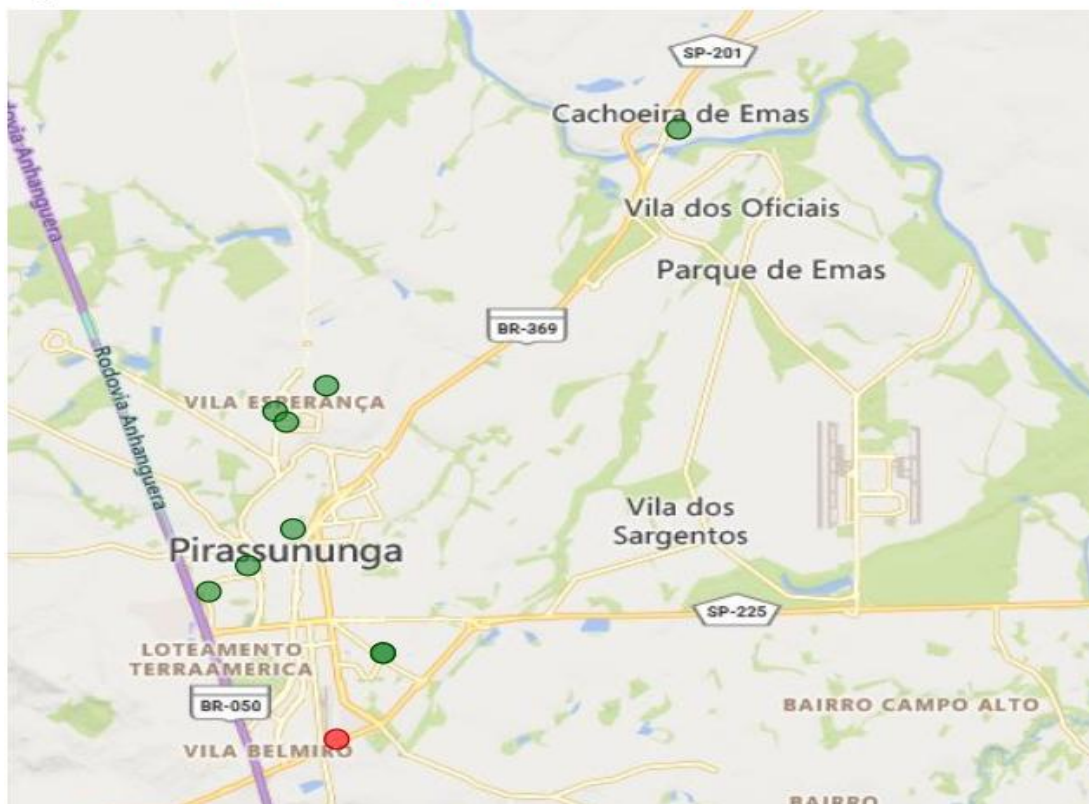 SP-201
Cachoeira de Emas
Rodovia Anhanguera
Vila dos Oficiais
Parque de Emas
BR-369
Rodovia Anhanguera
VILA ESPERANÇA
Vila dos
Sargentos
Pirassununga
SP-225
LOTEAMENTO
TERRAAMERICA
BR-050
BAIRRO CAMPO ALTO
VILA BELMIRO
BAIRRO